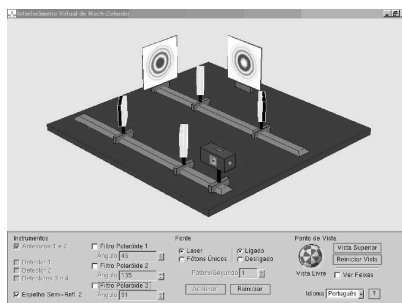 Interferômetro Virtual de Mach-Zehnder
Instrumentos
Anteparos 1 e 2
Detector 1
Detector 2
Detectores 3 e 4
Espelho Semi-Refl. 2
Filtro Polaróide 1
Ângulo 45
Filtro Polaróide 2
Ângulo 135
Filtro Polaróide 3
Ângulo 91
Fonte
Laser
Fótons Únicos
Ligado
Desligado
Fótons/Segundo 1
Acelerar
Reiniciar
Ponto de Vista
Vista Livre
Vista Superior
Reiniciar Vista
Ver Feixes
Idioma Português ?